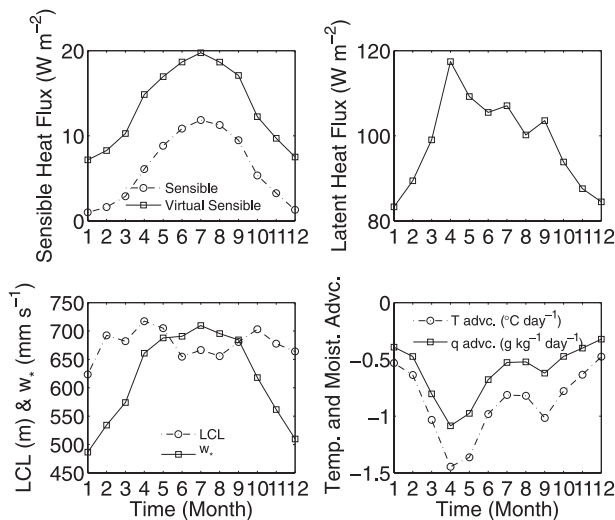 Sensible Heat Flux (W m⁻²)
20
10
0
1 2 3 4 5 6 7 8 9 10 11 12
Sensible
Virtual Sensible
Latent Heat Flux (W m⁻²)
120
100
80
1 2 3 4 5 6 7 8 9 10 11 12
LCL (m) & w* (mm s⁻¹)
750
700
650
600
550
500
450
1 2 3 4 5 6 7 8 9 10 11 12
LCL
w*
Time (Month)
Temp. and Moist. Advc.
0
−0.5
−1
−1.5
1 2 3 4 5 6 7 8 9 10 11 12
T advc. (°C day⁻¹)
q advc. (g kg⁻¹ day⁻¹)
Time (Month)